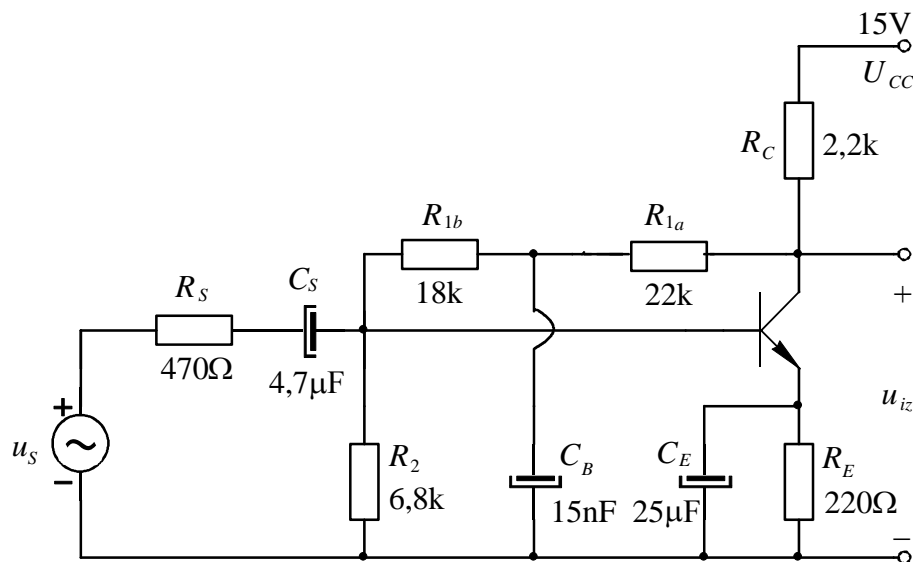 15V
U_CC
R_C
2,2k
R_1b
R_1a
18k
22k
R_S
C_S
470Ω
4,7μF
+
+
u_S
-
R_2
6,8k
C_B
15nF
C_E
25μF
R_E
220Ω
u_iz
−